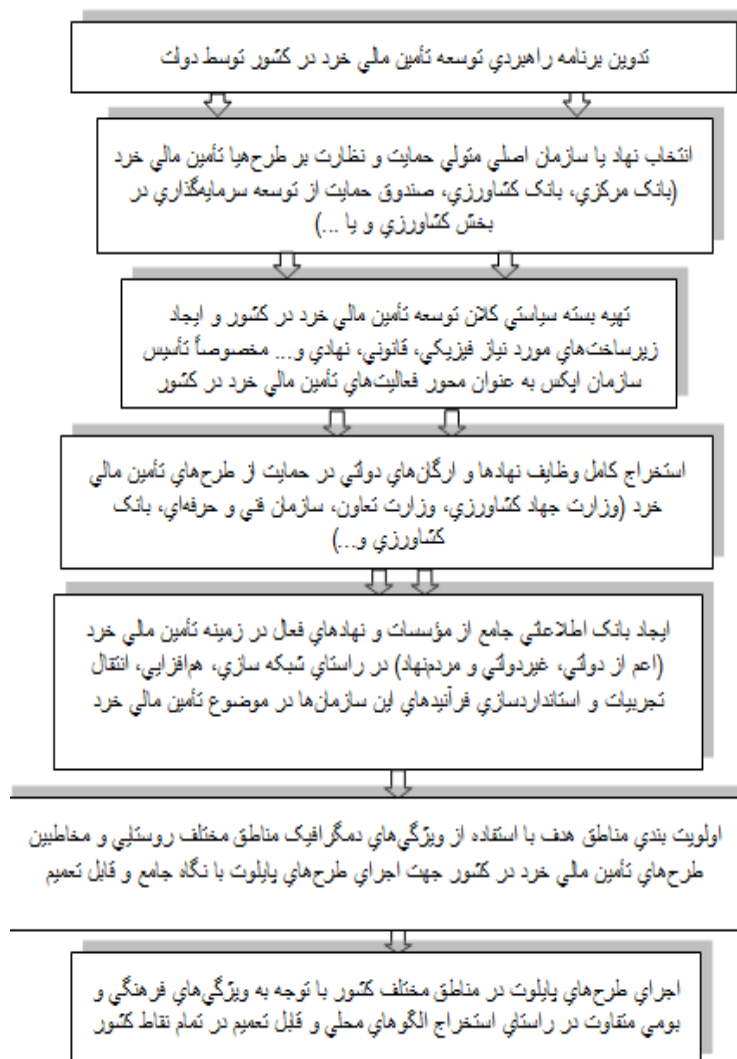 تدوين برنامه راهبردي توسعه تأمين مالي خرد در كشور توسط دولت
انتخاب نهاد يا سازمان اصلي متولي حمايت و نظارت بر طرح‌هيا تأمين مالي خرد
(بانک مركزي، بانک كشاورزي، صندوق حمايت از توسعه سرمايه‌گذاري در
بخش كشاورزي و يا ...)
تهيه بسته سياستي كلان توسعه تأمين مالي خرد در كشور و ايجاد
زيرساخت‌هاي مورد نياز فيزيكي، قانوني، نهادي و... مخصوصاً تأسيس
سازمان اپكس به عنوان محور فعاليت‌هاي تأمين مالي خرد در كشور
استخراج كامل وظايف نهادها و ارگان‌هاي دولتي در حمايت از طرح‌هاي تأمين مالي
خرد (وزارت جهاد كشاورزي، وزارت تعاون، سازمان فني و حرفه‌اي، بانک
كشاورزي و...)
ايجاد بانک اطلاعاتي جامع از مؤسسات و نهادهاي فعال در زمينه تأمين مالي خرد
(اعم از دولتي، غيردولتي و مردم‌نهاد) در راستاي شبكه سازي، هم‌افزايي، انتقال
تجربيات و استانداردسازي فرآنيدهاي اين سازمان‌ها در موضوع تأمين مالي خرد
اولويت بندي مناطق هدف با استفاده از ويژگي‌هاي دمگرافيک مناطق مختلف روستايي و مخاطبين
طرح‌هاي تأمين مالي خرد در كشور جهت اجراي طرح‌هاي پايلوت با نگاه جامع و قابل تعميم
اجراي طرح‌هاي پايلوت در مناطق مختلف كشور با توجه به ويژگي‌هاي فرهنگي و
بومي متفاوت در راستاي استخراج الگوهاي محلي و قابل تعميم در تمام نقاط كشور